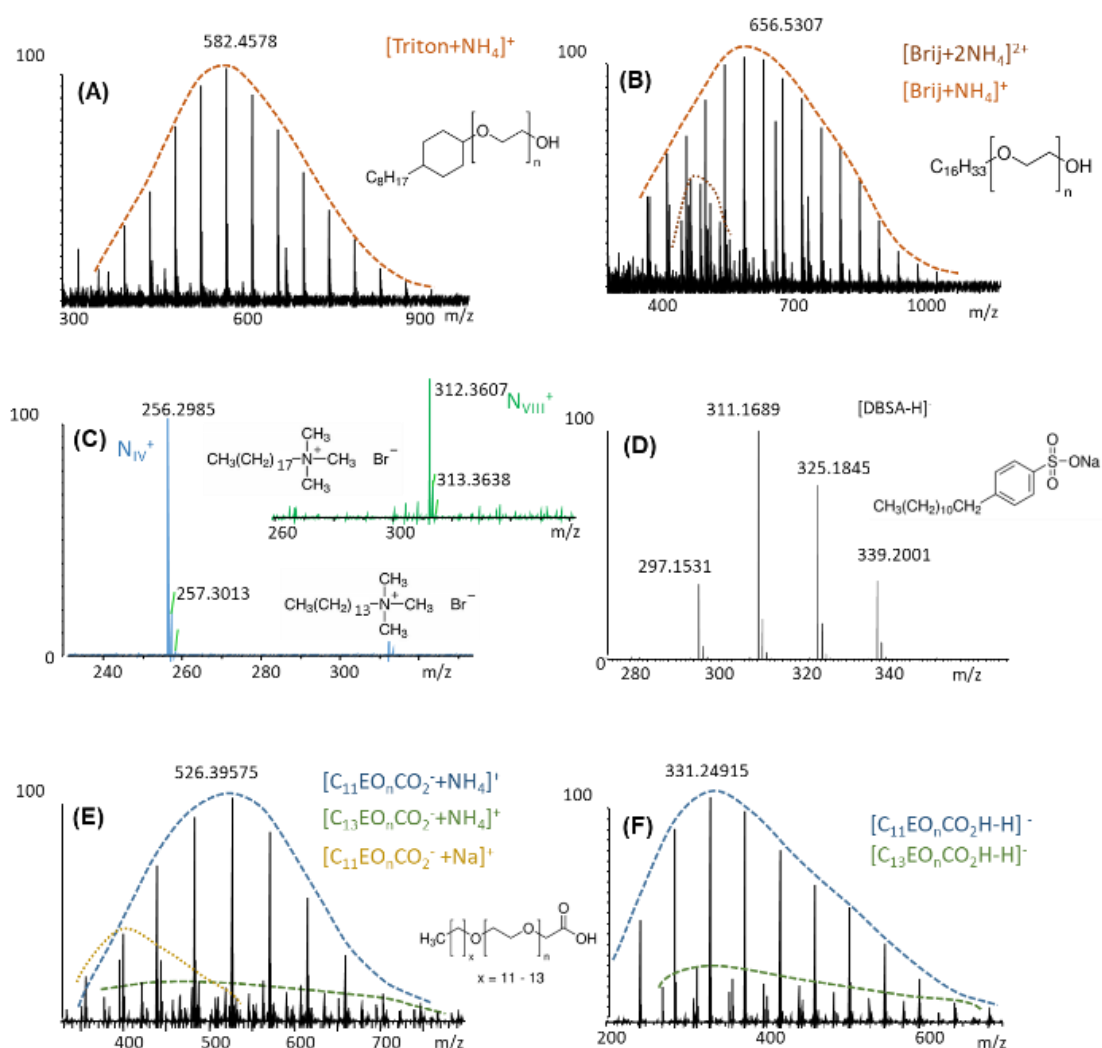 582.4578
[Triton+NH₄]⁺
100
(A)
O
OH
n
C₈H₁₇
300
600
900
m/z
656.5307
100
[Brij+2NH₄]²⁺
[Brij+NH₄]⁺
(B)
C₁₆H₃₃
O
OH
n
400
700
1000
m/z
100
256.2985
(C)
N_IV⁺
312.3607
N_VIII⁺
CH₃
CH₃(CH₂)₁₇–N⁺–CH₃ Br⁻
CH₃
313.3638
260
300
m/z
257.3013
CH₃
CH₃(CH₂)₁₃–N⁺–CH₃ Br⁻
CH₃
0
240
260
280
300
m/z
100
(D)
311.1689
[DBSA-H]⁻
325.1845
O
S–ONa
O
CH₃(CH₂)₁₀CH₂
297.1531
339.2001
0
280
300
320
340
m/z
526.39575
100
(E)
[C₁₁EOₙCO₂⁻+NH₄]⁺
[C₁₃EOₙCO₂⁻+NH₄]⁺
[C₁₁EOₙCO₂⁻+Na]⁺
O
H₃C
x
O
O
n
OH
x = 11 - 13
400
500
600
700
m/z
331.24915
100
(F)
[C₁₁EOₙCO₂H-H]⁻
[C₁₃EOₙCO₂H-H]⁻
200
400
600
m/z